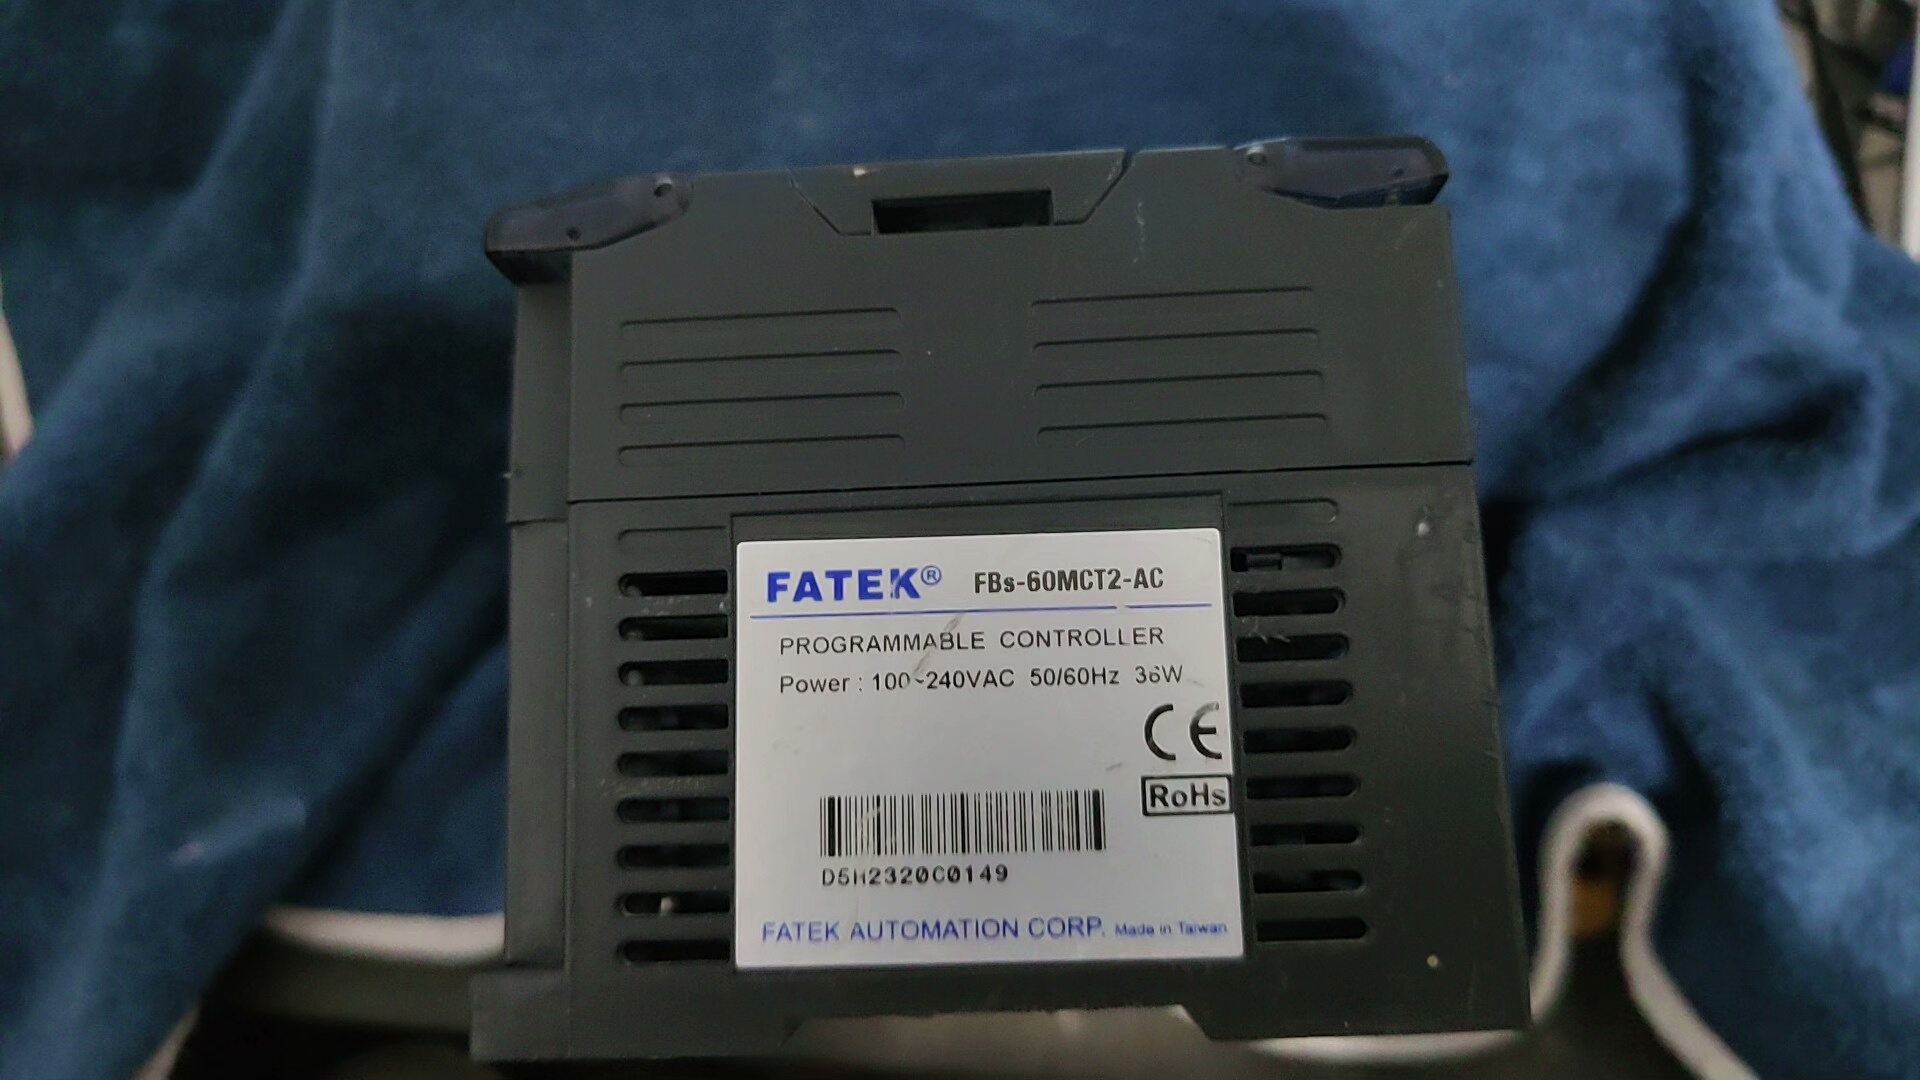 FATEK® FBs-60MCT2-AC
PROGRAMMABLE CONTROLLER
Power : 100~240VAC 50/60Hz 36W
CE
RoHs
D5H2320C0149
FATEK AUTOMATION CORP. Made in Taiwan